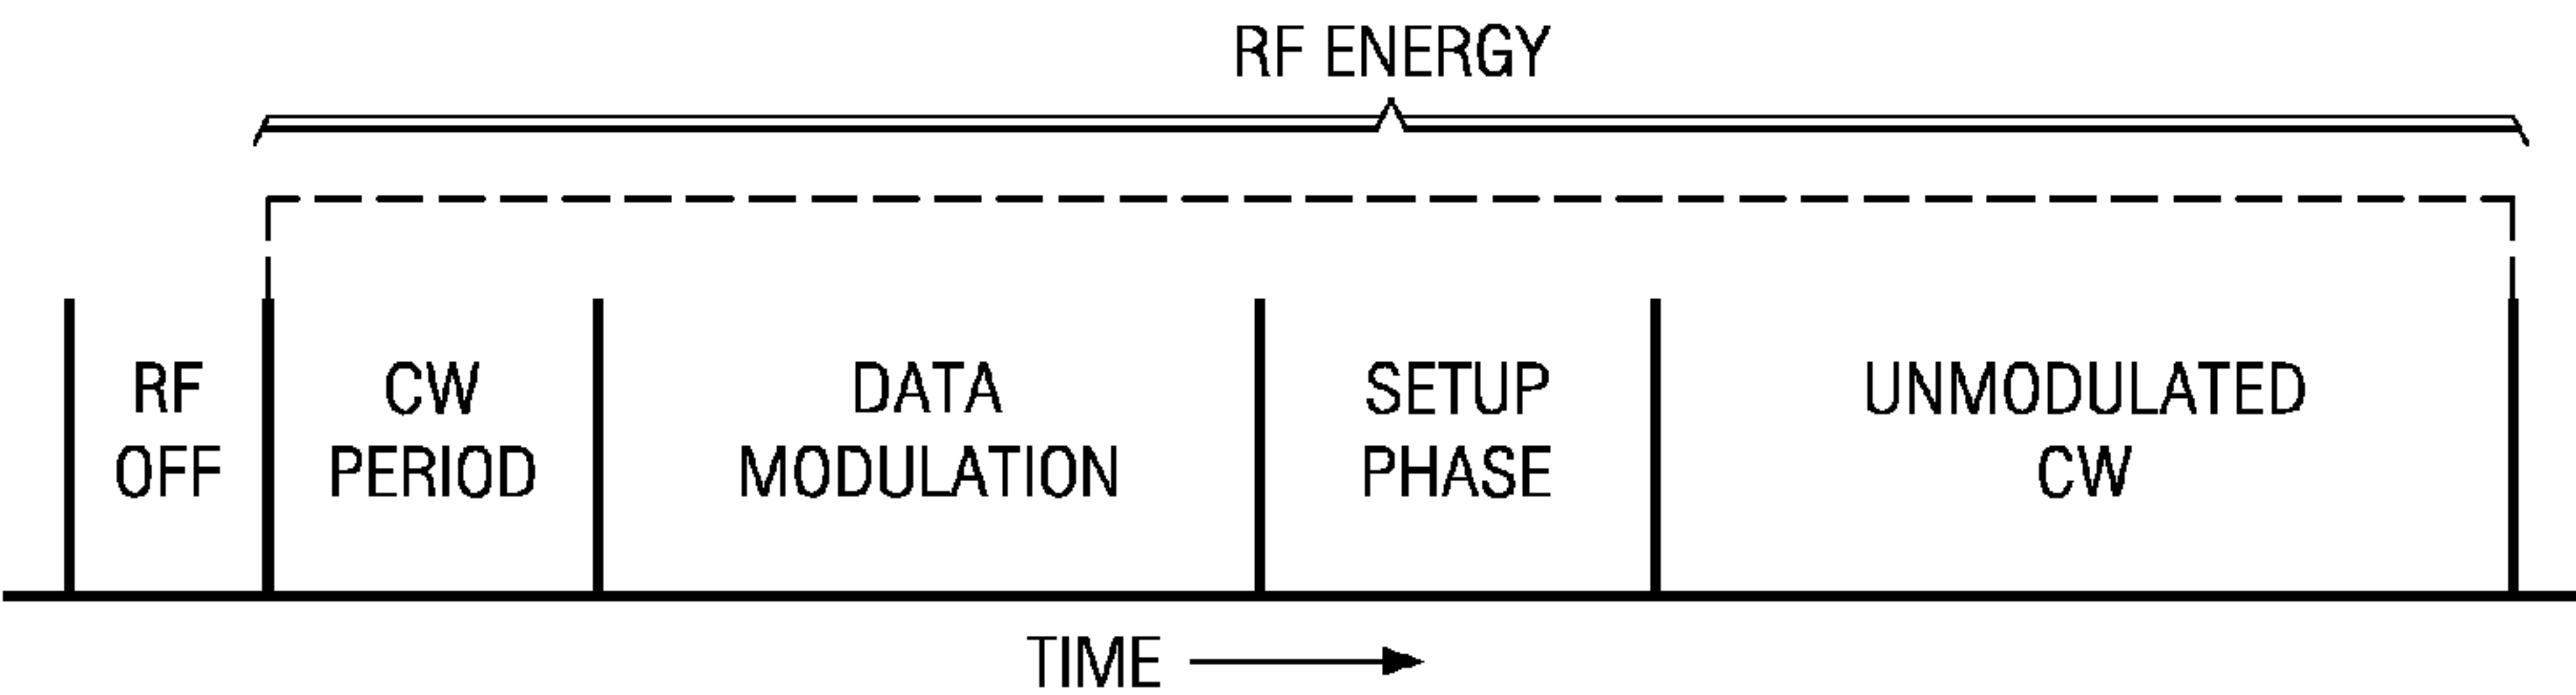 RF ENERGY
RF
OFF
CW
PERIOD
DATA
MODULATION
SETUP
PHASE
UNMODULATED
CW
TIME